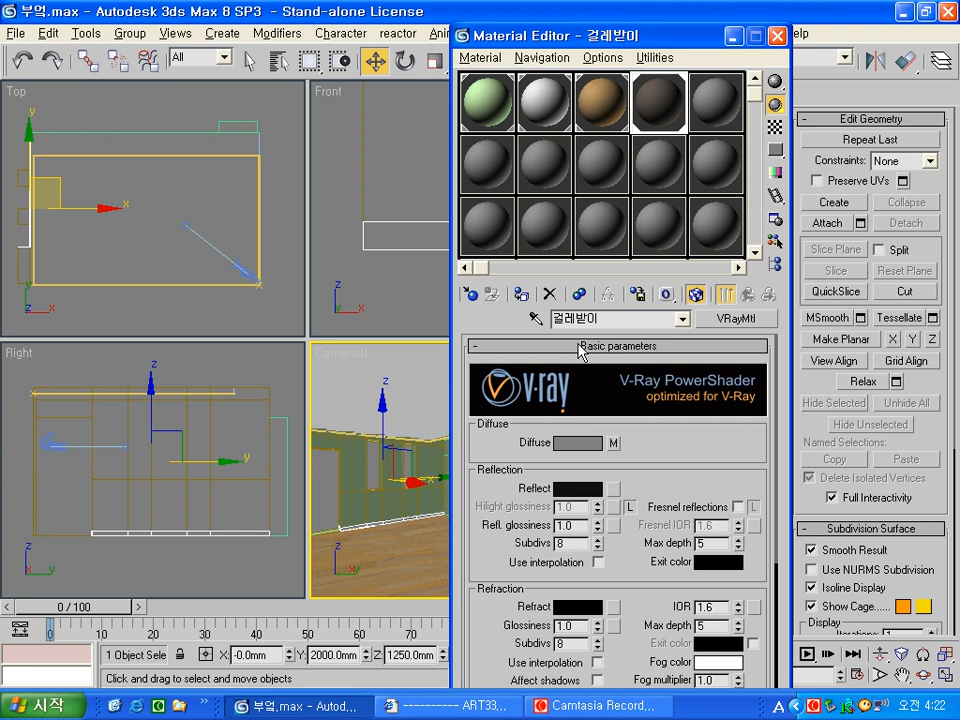 부엌.max - Autodesk 3ds Max 8 SP3 - Stand-alone License
File Edit Tools Group Views Create Modifiers Character reactor
elp
All
Material Editor - 걸레받이
Material Navigation Options Utilities
Top
Front
Right
y
x
z
걸레받이
VRayMtl
Basic parameters
v·ray
V-Ray PowerShader
optimized for V-Ray
Diffuse
Diffuse M
Reflection
Reflect
Hilight glossiness 1.0 L Fresnel reflections L
Refl. glossiness 1.0 Fresnel IOR 1.6
Subdivs 8 Max depth 5
Use interpolation Exit color
Refraction
Refract IOR 1.6
Glossiness 1.0 Max depth 5
Subdivs 8 Exit color
Use interpolation Fog color
Affect shadows Fog multiplier 1.0
Edit Geometry
Repeat Last
Constraints: None
Preserve UVs
Create Collapse
Attach Detach
Slice Plane Split
Slice Reset Plane
QuickSlice Cut
MSmooth Tessellate
Make Planar X Y Z
View Align Grid Align
Relax
Hide Selected Unhide All
Hide Unselected
Named Selections:
Copy Paste
Delete Isolated Vertices
Full Interactivity
Subdivision Surface
Smooth Result
Use NURMS Subdivision
Isoline Display
Show Cage......
Display
0 / 100
0 10 20 30 40 50 60 70
1 Object Sele X: -0.0mm Y: 2000.0mm Z: 1250.0mm
Click and drag to select and move objects
시작
부엌.max - Autod...
---------- ART33...
Camtasia Record...
A
오전 4:22